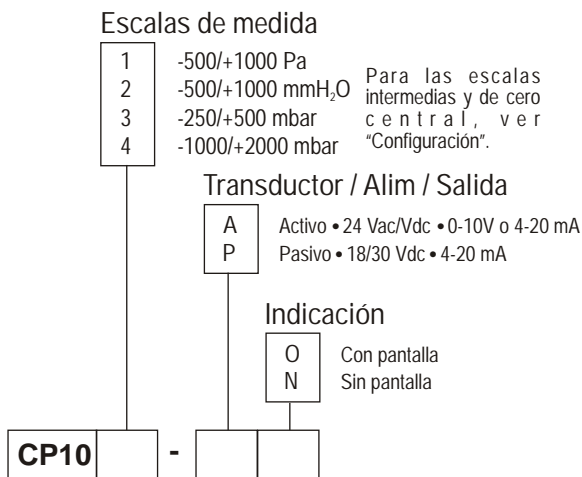 Escalas de medida
1 -500/+1000 Pa
2 -500/+1000 mmH₂O
3 -250/+500 mbar
4 -1000/+2000 mbar
Para las escalas
intermedias y de cero
central, ver
"Configuración".
Transductor / Alim / Salida
A Activo • 24 Vac/Vdc • 0-10V o 4-20 mA
P Pasivo • 18/30 Vdc • 4-20 mA
Indicación
O Con pantalla
N Sin pantalla
CP10 -